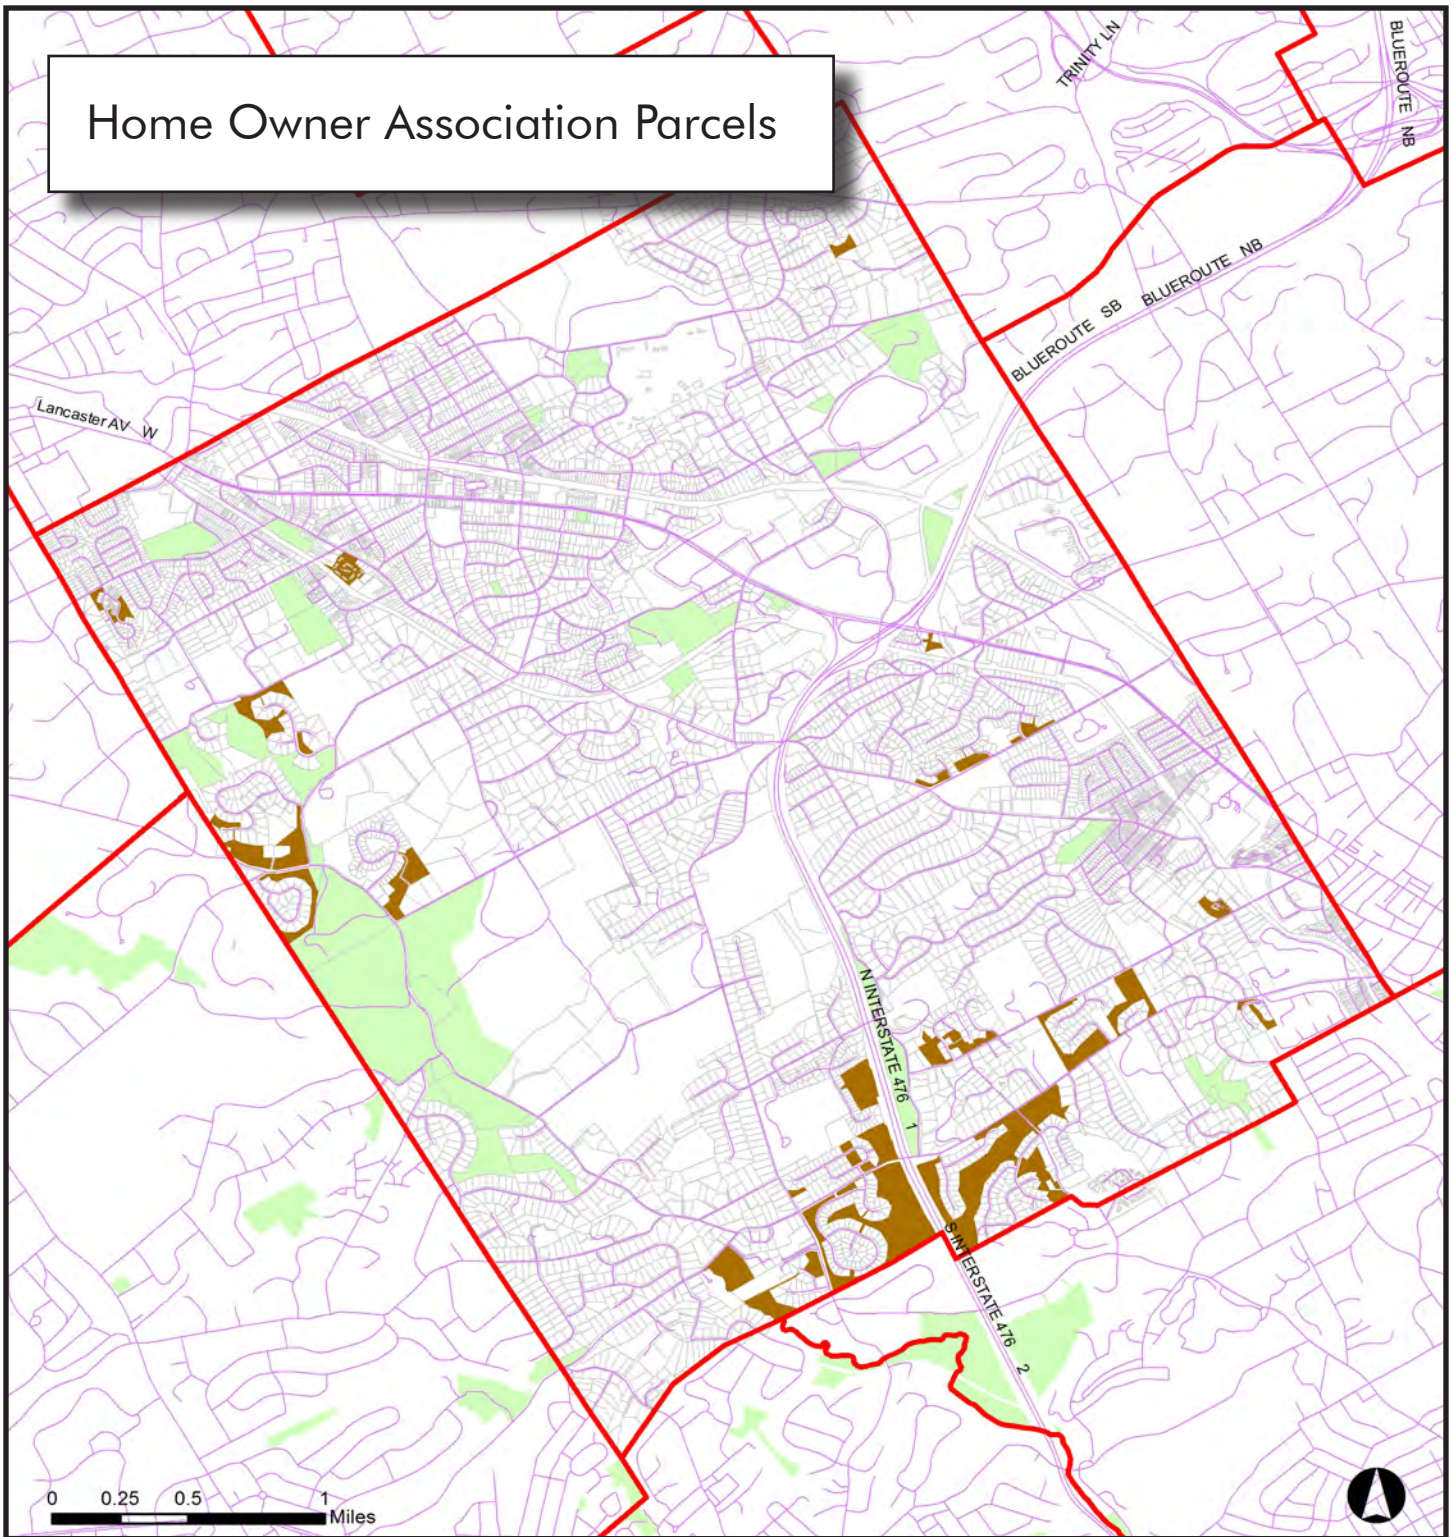 Home Owner Association Parcels
TRINITY LN
BLUEROUTE NB
BLUEROUTE SB BLUEROUTE NB
Lancaster AV W
N INTERSTATE 476 1
S INTERSTATE 476 2
0 0.25 0.5 1
Miles